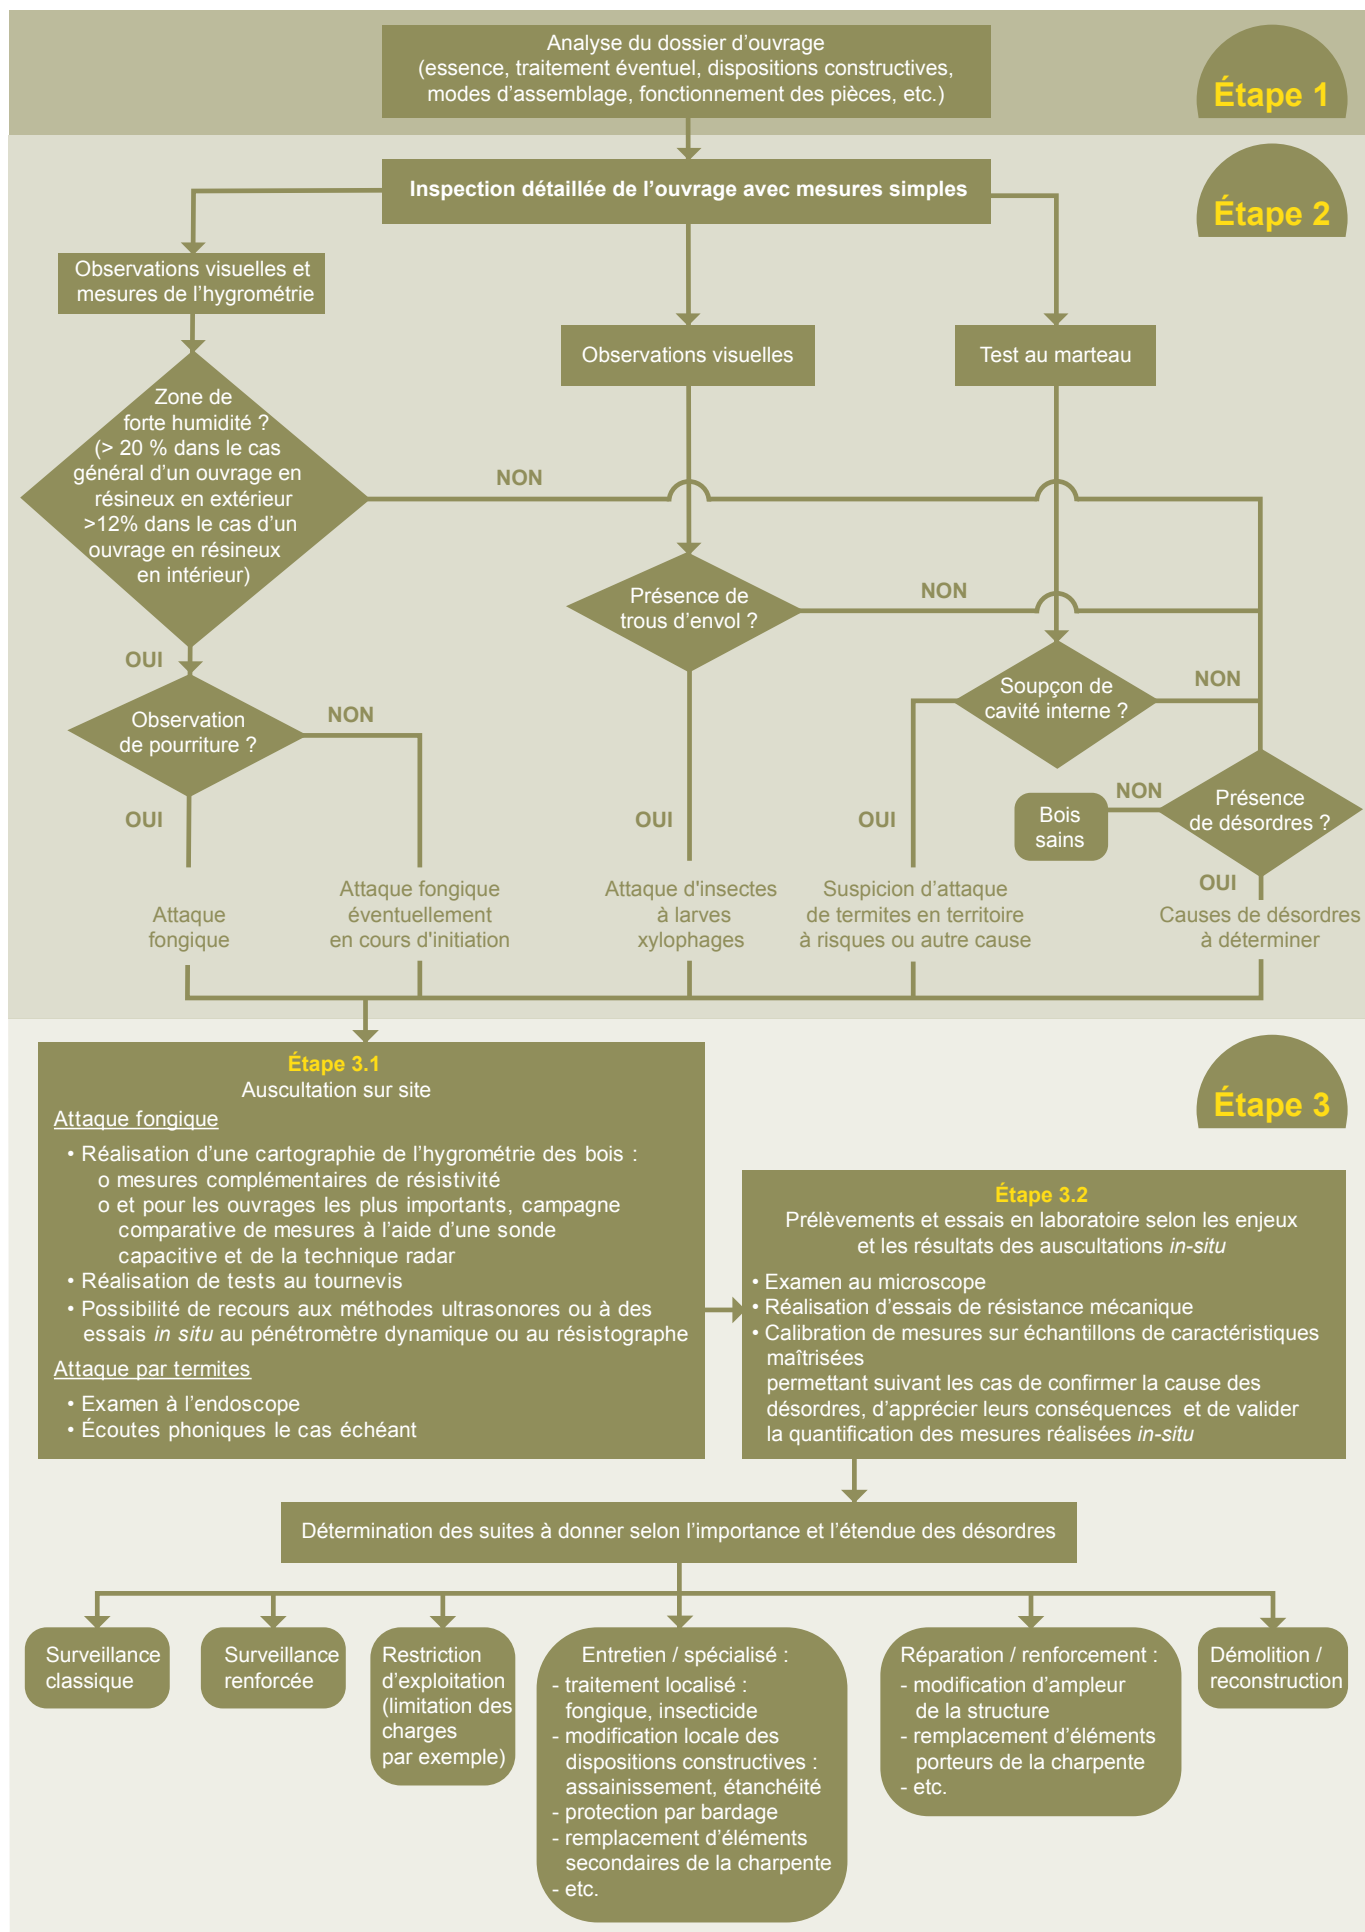 Analyse du dossier d’ouvrage
(essence, traitement éventuel, dispositions constructives,
modes d’assemblage, fonctionnement des pièces, etc.)
Étape 1
Inspection détaillée de l’ouvrage avec mesures simples
Étape 2
Observations visuelles et
mesures de l’hygrométrie
Observations visuelles
Test au marteau
Zone de
forte humidité ?
(> 20 % dans le cas
général d’un ouvrage en
résineux en extérieur
>12% dans le cas d’un
ouvrage en résineux
en intérieur)
NON
Présence de
trous d’envol ?
NON
OUI
Soupçon de
cavité interne ?
NON
Observation
de pourriture ?
NON
Présence
de désordres ?
NON
Bois
sains
OUI
OUI
OUI
OUI
Attaque
fongique
Attaque fongique
éventuellement
en cours d'initiation
Attaque d'insectes
à larves
xylophages
Suspicion d’attaque
de termites en territoire
à risques ou autre cause
Causes de désordres
à déterminer
Étape 3
Étape 3.1
Auscultation sur site
Attaque fongique
• Réalisation d’une cartographie de l’hygrométrie des bois :
o mesures complémentaires de résistivité
o et pour les ouvrages les plus importants, campagne
comparative de mesures à l’aide d’une sonde
capacitive et de la technique radar
• Réalisation de tests au tournevis
• Possibilité de recours aux méthodes ultrasonores ou à des
essais in situ au pénétromètre dynamique ou au résistographe
Attaque par termites
• Examen à l’endoscope
• Écoutes phoniques le cas échéant
Étape 3.2
Prélèvements et essais en laboratoire selon les enjeux
et les résultats des auscultations in-situ
• Examen au microscope
• Réalisation d’essais de résistance mécanique
• Calibration de mesures sur échantillons de caractéristiques
maîtrisées
permettant suivant les cas de confirmer la cause des
désordres, d’apprécier leurs conséquences et de valider
la quantification des mesures réalisées in-situ
Détermination des suites à donner selon l’importance et l’étendue des désordres
Surveillance
classique
Surveillance
renforcée
Restriction
d’exploitation
(limitation des
charges
par exemple)
Entretien / spécialisé :
- traitement localisé :
fongique, insecticide
- modification locale des
dispositions constructives :
assainissement, étanchéité
- protection par bardage
- remplacement d’éléments
secondaires de la charpente
- etc.
Réparation / renforcement :
- modification d’ampleur
de la structure
- remplacement d’éléments
porteurs de la charpente
- etc.
Démolition /
reconstruction